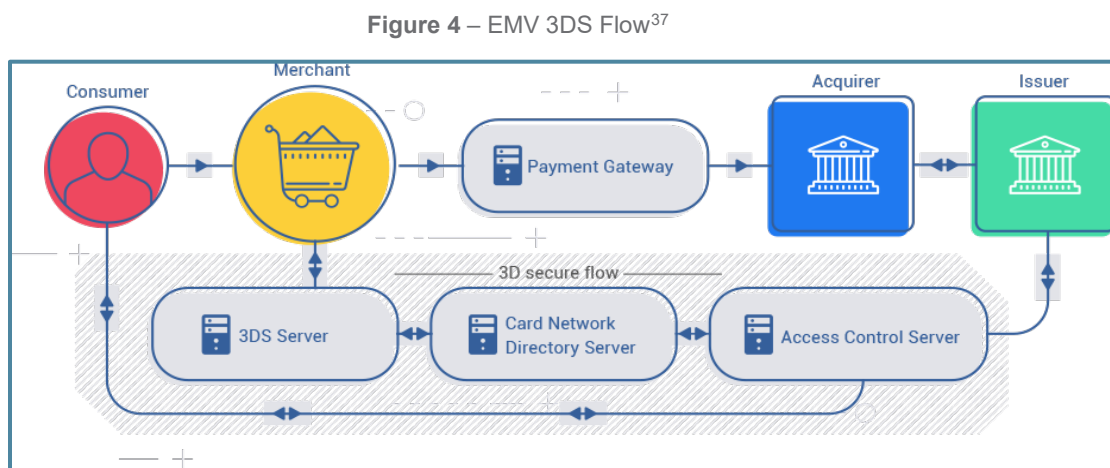 Figure 4 – EMV 3DS Flow37
Consumer
Merchant
Acquirer
Issuer
Payment Gateway
3D secure flow
3DS Server
Card Network
Directory Server
Access Control Server